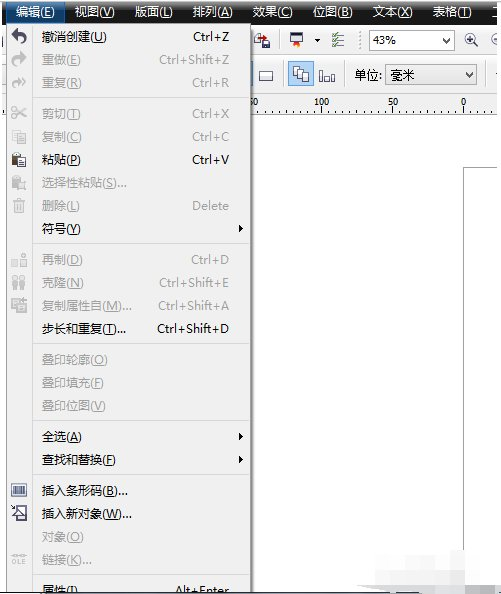 编辑(E) 视图(V) 版面(L) 排列(A) 效果(C) 位图(B) 文本(X) 表格(T)
撤消创建(U) Ctrl+Z
43%
重做(E) Ctrl+Shift+Z
重复(R) Ctrl+R
单位: 毫米
剪切(T) Ctrl+X
100 50 0
复制(C) Ctrl+C
粘贴(P) Ctrl+V
选择性粘贴(S)...
删除(L) Delete
符号(Y)
再制(D) Ctrl+D
克隆(N) Ctrl+Shift+E
复制属性自(M)... Ctrl+Shift+A
步长和重复(T)... Ctrl+Shift+D
叠印轮廓(O)
叠印填充(F)
叠印位图(V)
全选(A)
查找和替换(F)
插入条形码(B)...
插入新对象(W)...
对象(O)
OLE 链接(K)...
属性(I) Alt+Enter